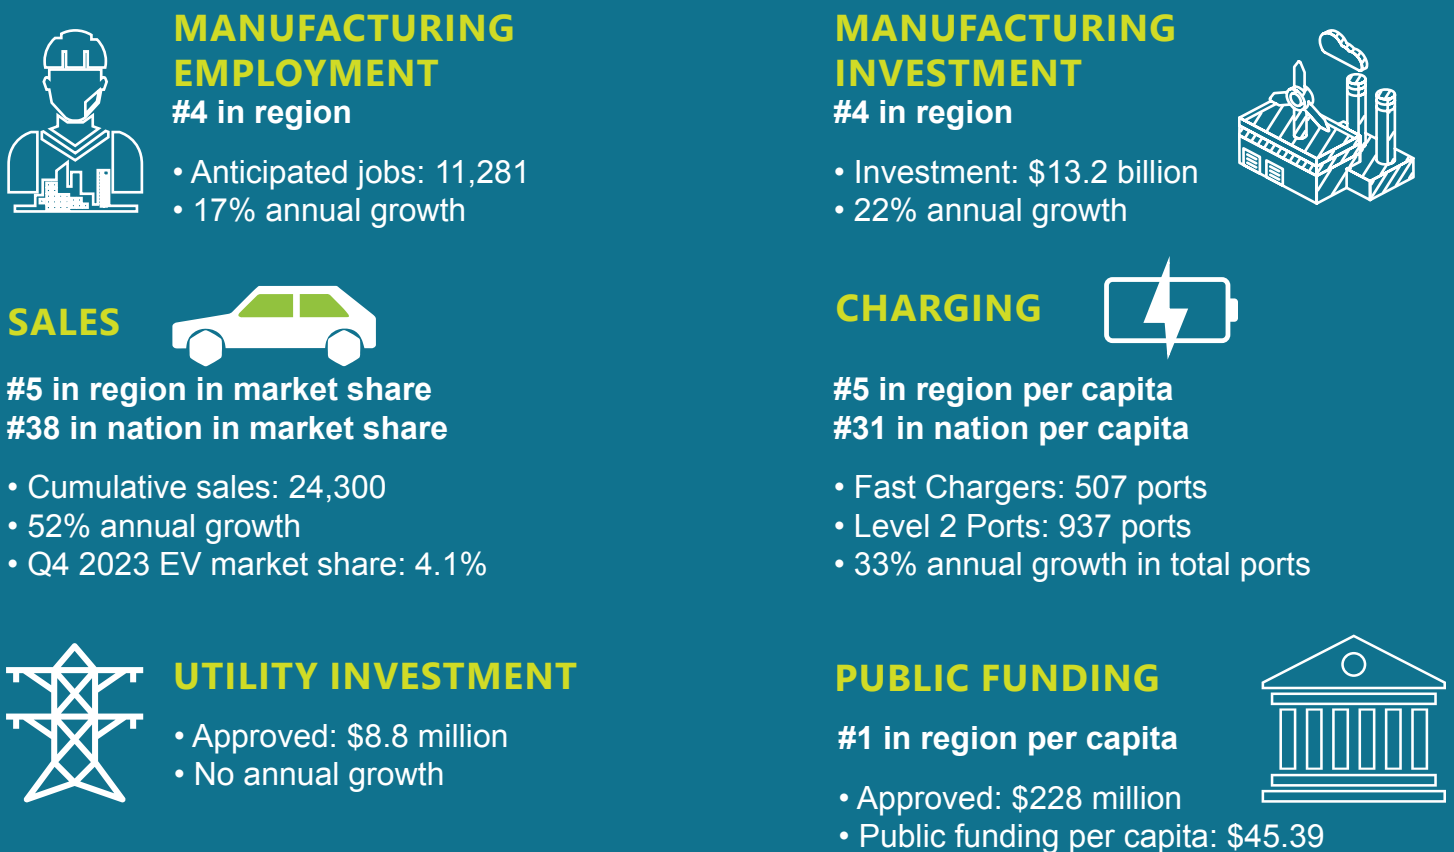 MANUFACTURING
EMPLOYMENT
#4 in region
• Anticipated jobs: 11,281
• 17% annual growth
MANUFACTURING
INVESTMENT
#4 in region
• Investment: $13.2 billion
• 22% annual growth
SALES
#5 in region in market share
#38 in nation in market share
• Cumulative sales: 24,300
• 52% annual growth
• Q4 2023 EV market share: 4.1%
CHARGING
#5 in region per capita
#31 in nation per capita
• Fast Chargers: 507 ports
• Level 2 Ports: 937 ports
• 33% annual growth in total ports
UTILITY INVESTMENT
• Approved: $8.8 million
• No annual growth
PUBLIC FUNDING
#1 in region per capita
• Approved: $228 million
• Public funding per capita: $45.39